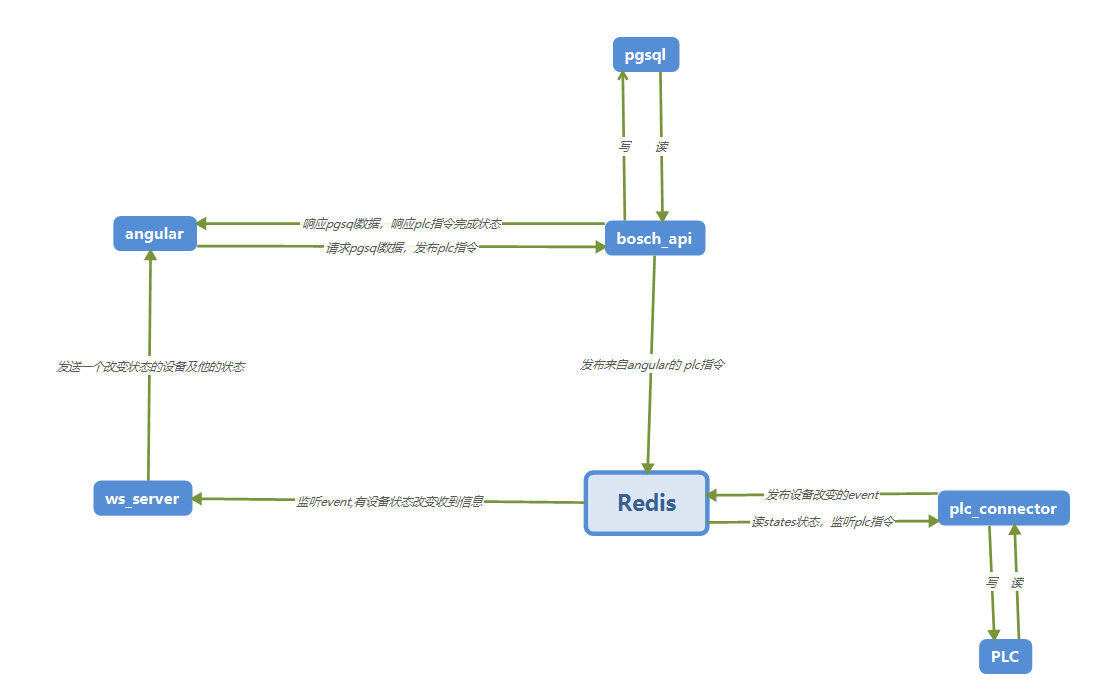 pgsql
写
读
响应pgsql数据，响应plc指令完成状态
angular
bosch_api
请求pgsql数据，发布plc指令
发送一个改变状态的设备及他的状态
发布来自angular的 plc指令
ws_server
监听event,有设备状态改变收到信息
Redis
发布设备改变的event
plc_connector
读states状态，监听plc指令
写
读
PLC